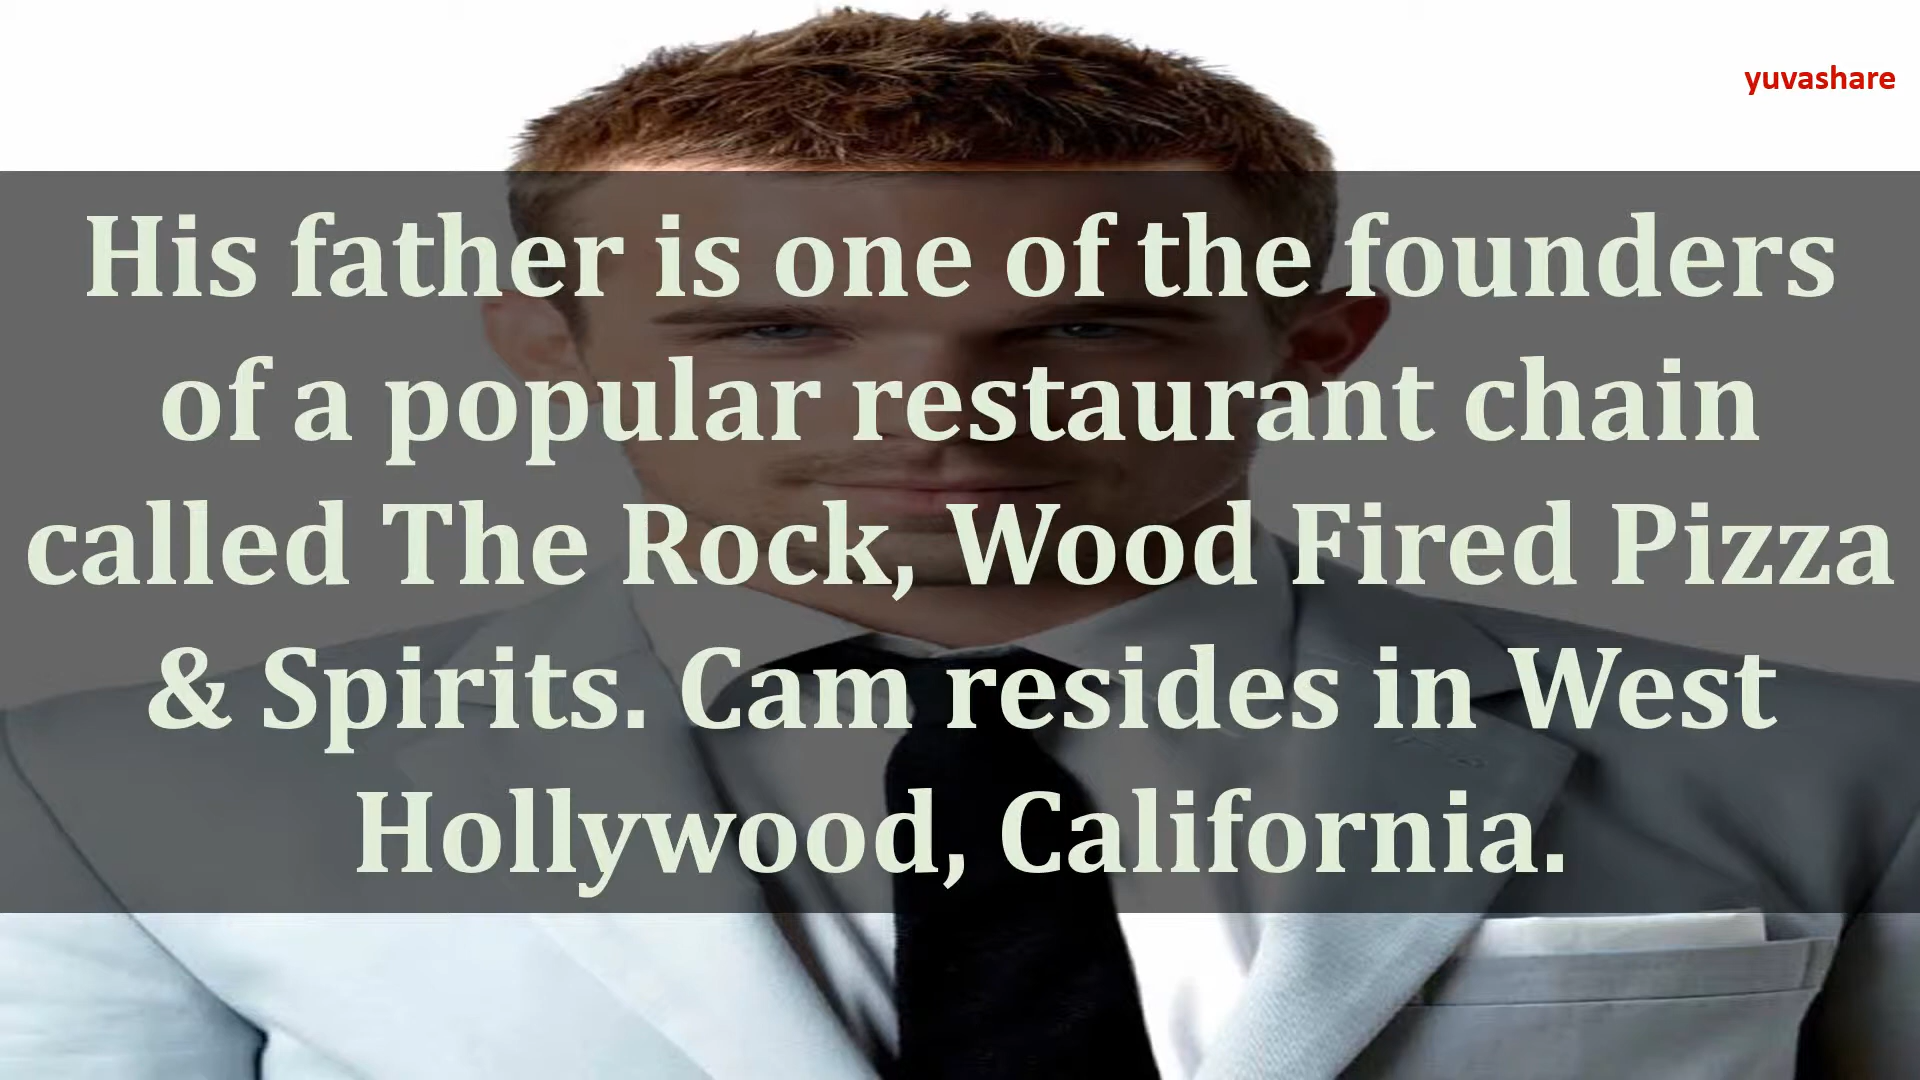 yuvashare
His father is one of the founders
of a popular restaurant chain
called The Rock, Wood Fired Pizza
& Spirits. Cam resides in West
Hollywood, California.